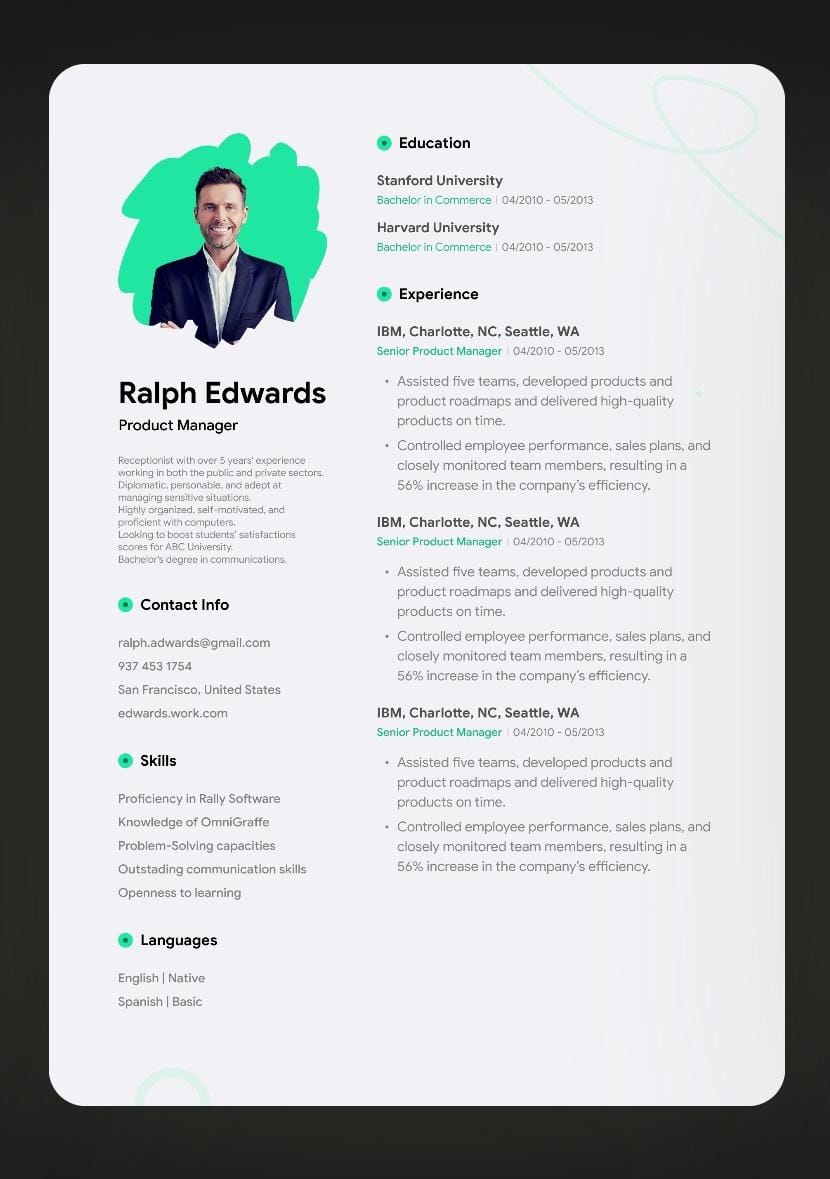 Ralph Edwards
Product Manager
Receptionist with over 5 years' experience
working in both the public and private sectors.
Diplomatic, personable, and adept at
managing sensitive situations.
Highly organized, self-motivated, and
proficient with computers.
Looking to boost students' satisfactions
scores for ABC University.
Bachelor's degree in communications.
Contact Info
ralph.adwards@gmail.com
937 453 1754
San Francisco, United States
edwards.work.com
Skills
Proficiency in Rally Software
Knowledge of OmniGraffe
Problem-Solving capacities
Outstading communication skills
Openness to learning
Languages
English | Native
Spanish | Basic
Education
Stanford University
Bachelor in Commerce | 04/2010 - 05/2013
Harvard University
Bachelor in Commerce | 04/2010 - 05/2013
Experience
IBM, Charlotte, NC, Seattle, WA
Senior Product Manager | 04/2010 - 05/2013
• Assisted five teams, developed products and
product roadmaps and delivered high-quality
products on time.
• Controlled employee performance, sales plans, and
closely monitored team members, resulting in a
56% increase in the company's efficiency.
IBM, Charlotte, NC, Seattle, WA
Senior Product Manager | 04/2010 - 05/2013
• Assisted five teams, developed products and
product roadmaps and delivered high-quality
products on time.
• Controlled employee performance, sales plans, and
closely monitored team members, resulting in a
56% increase in the company's efficiency.
IBM, Charlotte, NC, Seattle, WA
Senior Product Manager | 04/2010 - 05/2013
• Assisted five teams, developed products and
product roadmaps and delivered high-quality
products on time.
• Controlled employee performance, sales plans, and
closely monitored team members, resulting in a
56% increase in the company's efficiency.